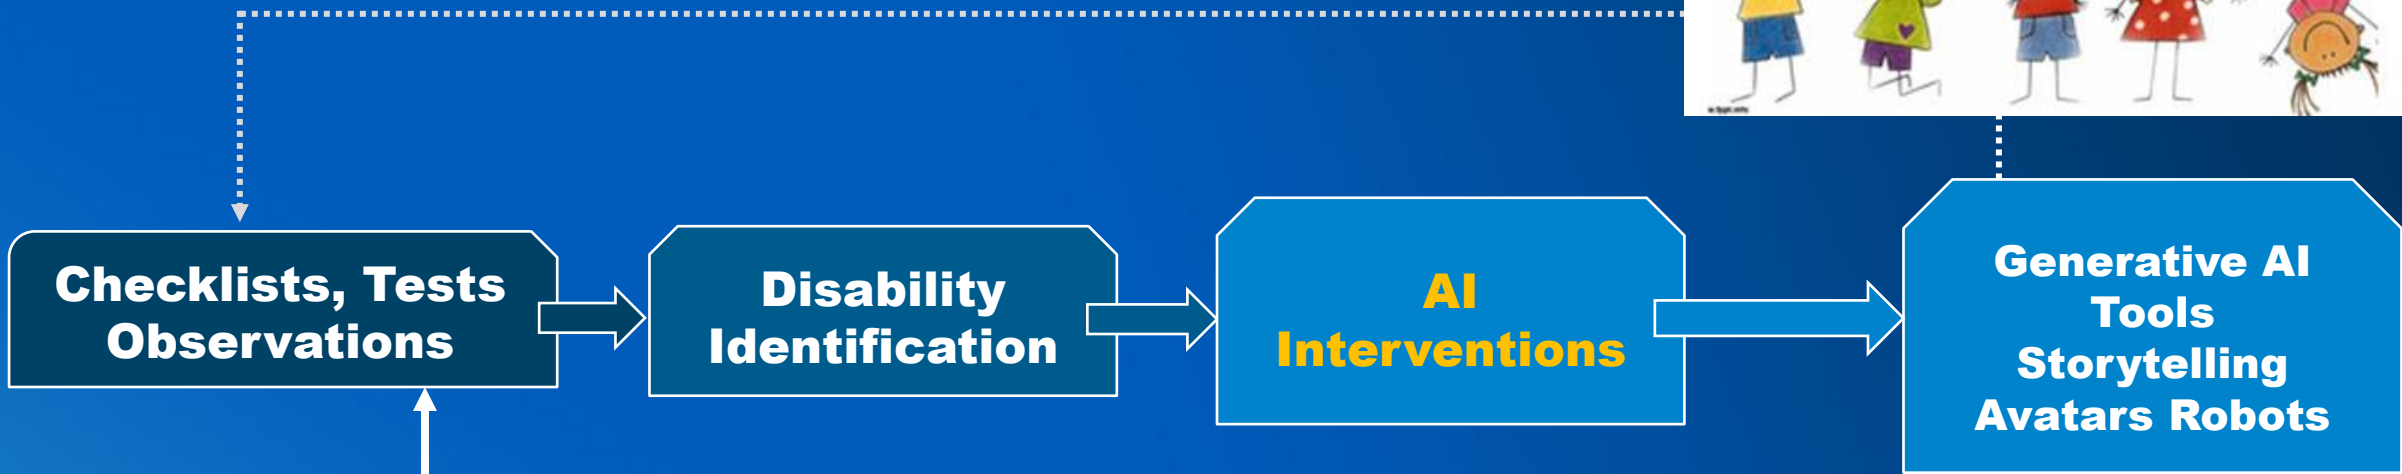 Checklists, Tests
Observations
Disability
Identification
AI
Interventions
Generative AI
Tools
Storytelling
Avatars Robots